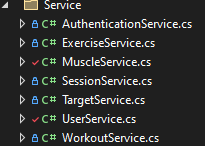 Service
C# AuthenticationService.cs
C# ExerciseService.cs
C# MuscleService.cs
C# SessionService.cs
C# TargetService.cs
C# UserService.cs
C# WorkoutService.cs